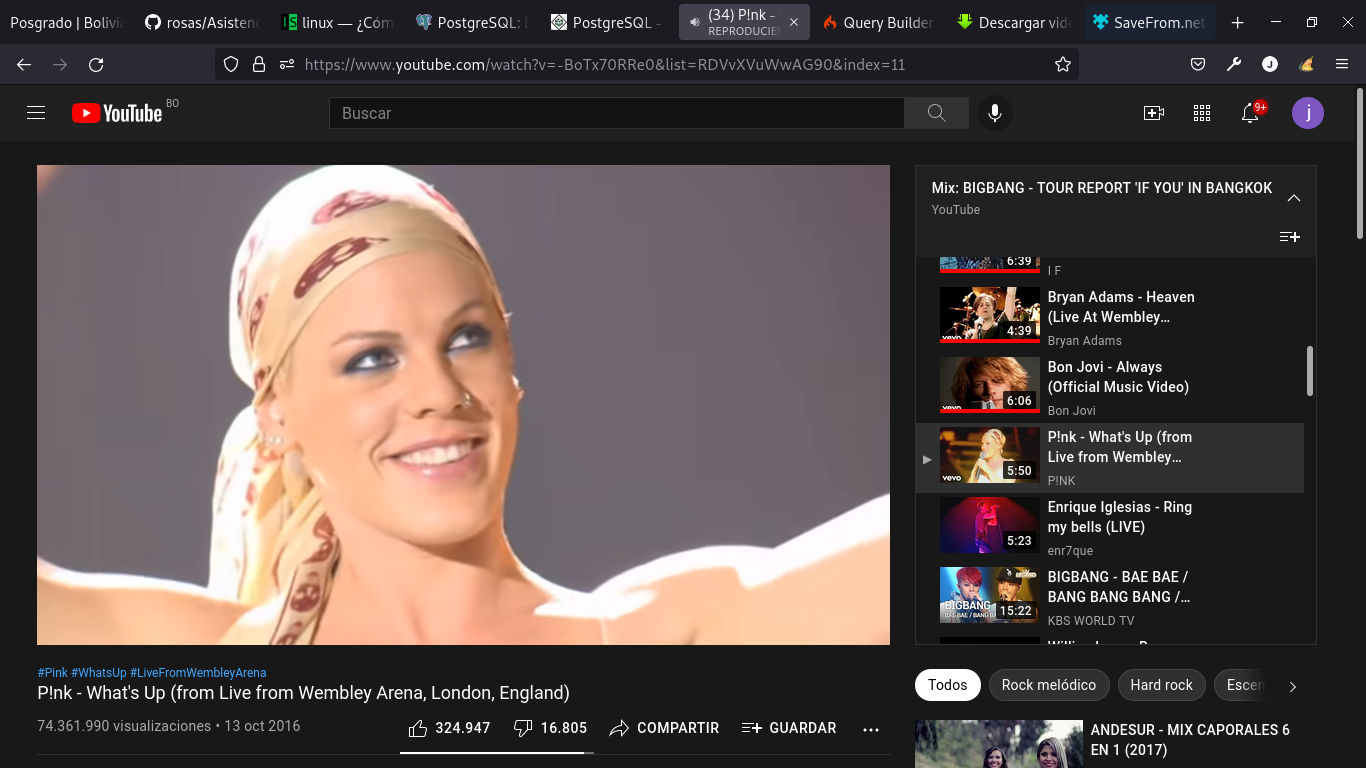 Posgrado | Bolivia
rosas/Asistenc
linux — ¿Cóm
PostgreSQL: D
PostgreSQL -
(34) P!nk -
REPRODUCIE
Query Builder
Descargar vide
SaveFrom.net
https://www.youtube.com/watch?v=-BoTx70RRe0&list=RDVvXVuWwAG90&index=11
YouTube BO
Buscar
9+
j
Mix: BIGBANG - TOUR REPORT 'IF YOU' IN BANGKOK
YouTube
6:39
I F
Bryan Adams - Heaven
(Live At Wembley...
Bryan Adams
4:39
vevo
Bon Jovi - Always
(Official Music Video)
Bon Jovi
6:06
vevo
P!nk - What's Up (from
Live from Wembley...
P!NK
5:50
vevo
Enrique Iglesias - Ring
my bells (LIVE)
enr7que
5:23
BIGBANG - BAE BAE /
BANG BANG BANG /...
KBS WORLD TV
BIGBANG
15:22
#Pink #WhatsUp #LiveFromWembleyArena
P!nk - What's Up (from Live from Wembley Arena, London, England)
74.361.990 visualizaciones • 13 oct 2016
324.947
16.805
COMPARTIR
GUARDAR
Todos
Rock melódico
Hard rock
Escen
ANDESUR - MIX CAPORALES 6
EN 1 (2017)